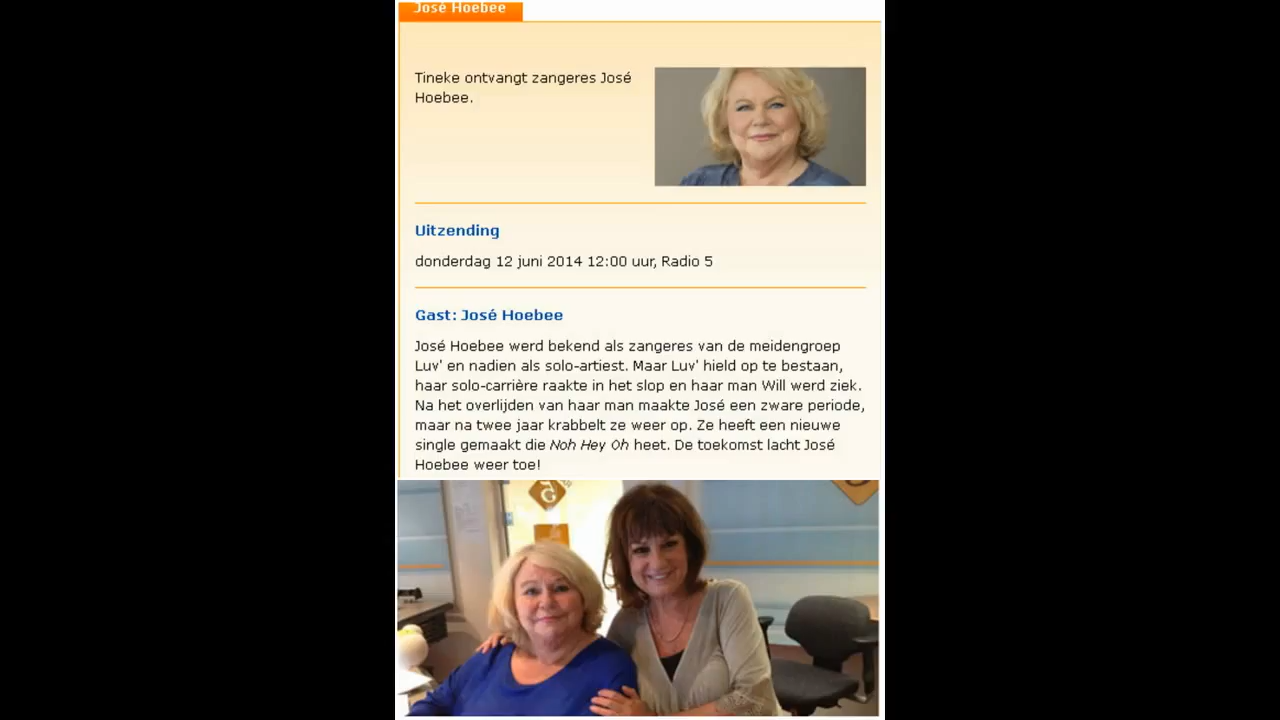 José Hoebee
Tineke ontvangt zangeres José
Hoebee.
Uitzending
donderdag 12 juni 2014 12:00 uur, Radio 5
Gast: José Hoebee
José Hoebee werd bekend als zangeres van de meidengroep
Luv' en nadien als solo-artiest. Maar Luv' hield op te bestaan,
haar solo-carrière raakte in het slop en haar man Will werd ziek.
Na het overlijden van haar man maakte José een zware periode,
maar na twee jaar krabbelt ze weer op. Ze heeft een nieuwe
single gemaakt die Noh Hey Oh heet. De toekomst lacht José
Hoebee weer toe!